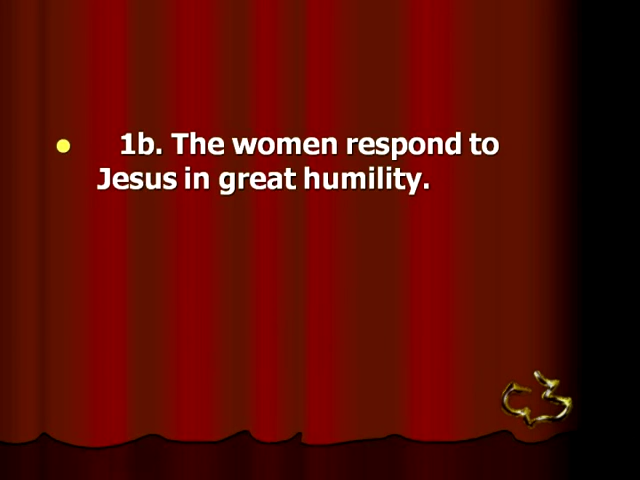 1b. The women respond to
Jesus in great humility.